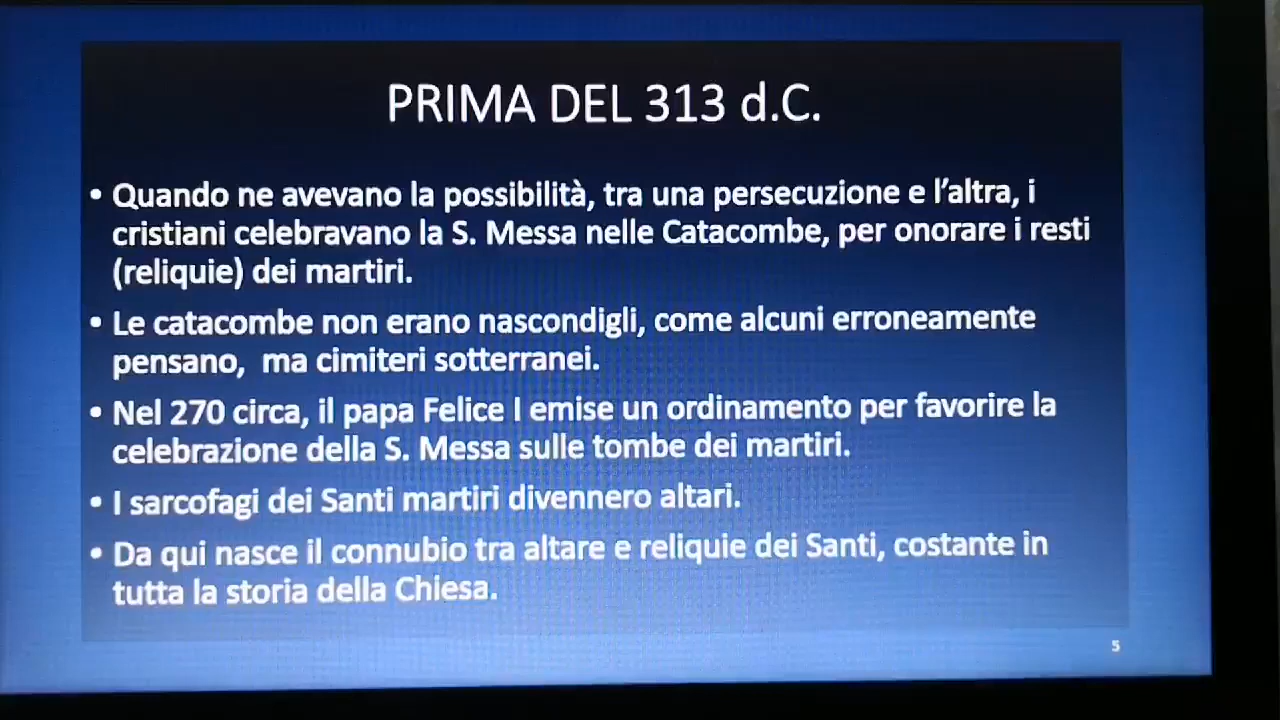 PRIMA DEL 313 d.C.
• Quando ne avevano la possibilità, tra una persecuzione e l'altra, i
cristiani celebravano la S. Messa nelle Catacombe, per onorare i resti
(reliquie) dei martiri.
• Le catacombe non erano nascondigli, come alcuni erroneamente
pensano, ma cimiteri sotterranei.
• Nel 270 circa, il papa Felice I emise un ordinamento per favorire la
celebrazione della S. Messa sulle tombe dei martiri.
• I sarcofagi dei Santi martiri divennero altari.
• Da qui nasce il connubio tra altare e reliquie dei Santi, costante in
tutta la storia della Chiesa.
5